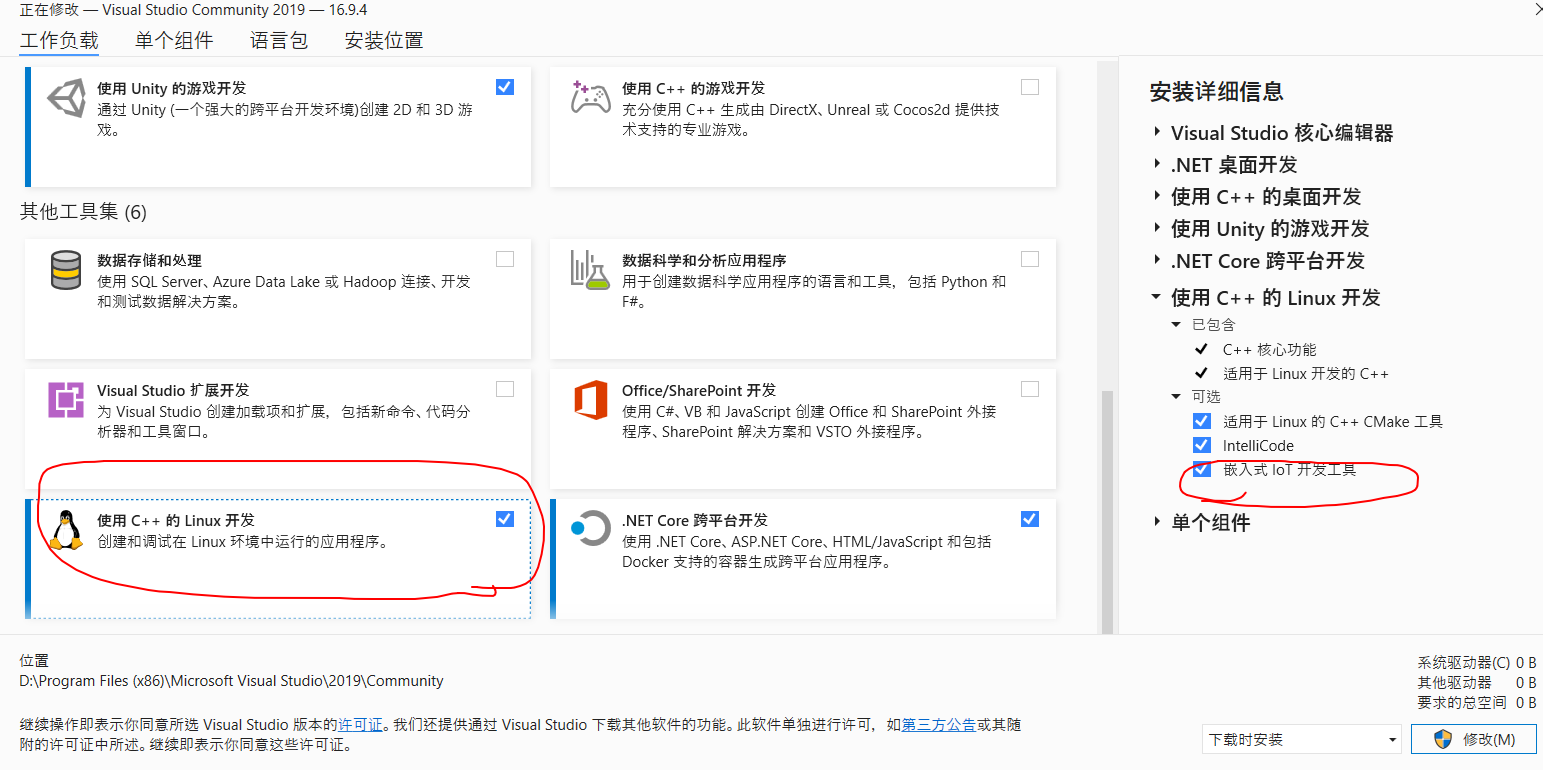 正在修改 — Visual Studio Community 2019 — 16.9.4
工作负载 单个组件 语言包 安装位置
使用 Unity 的游戏开发
通过 Unity (一个强大的跨平台开发环境)创建 2D 和 3D 游
戏。
使用 C++ 的游戏开发
充分使用 C++ 生成由 DirectX、Unreal 或 Cocos2d 提供技
术支持的专业游戏。
其他工具集 (6)
数据存储和处理
使用 SQL Server、Azure Data Lake 或 Hadoop 连接、开发
和测试数据解决方案。
数据科学和分析应用程序
用于创建数据科学应用程序的语言和工具，包括 Python 和
F#。
Visual Studio 扩展开发
为 Visual Studio 创建加载项和扩展，包括新命令、代码分
析器和工具窗口。
Office/SharePoint 开发
使用 C#、VB 和 JavaScript 创建 Office 和 SharePoint 外接
程序、SharePoint 解决方案和 VSTO 外接程序。
使用 C++ 的 Linux 开发
创建和调试在 Linux 环境中运行的应用程序。
.NET Core 跨平台开发
使用 .NET Core、ASP.NET Core、HTML/JavaScript 和包括
Docker 支持的容器生成跨平台应用程序。
安装详细信息
Visual Studio 核心编辑器
.NET 桌面开发
使用 C++ 的桌面开发
使用 Unity 的游戏开发
.NET Core 跨平台开发
使用 C++ 的 Linux 开发
已包含
C++ 核心功能
适用于 Linux 开发的 C++
可选
适用于 Linux 的 C++ CMake 工具
IntelliCode
嵌入式 IoT 开发工具
单个组件
位置
D:\Program Files (x86)\Microsoft Visual Studio\2019\Community
继续操作即表示你同意所选 Visual Studio 版本的许可证。我们还提供通过 Visual Studio 下载其他软件的功能。此软件单独进行许可，如第三方公告或其随
附的许可证中所述。继续即表示你同意这些许可证。
系统驱动器(C) 0 B
其他驱动器 0 B
要求的总空间 0 B
下载时安装
修改(M)